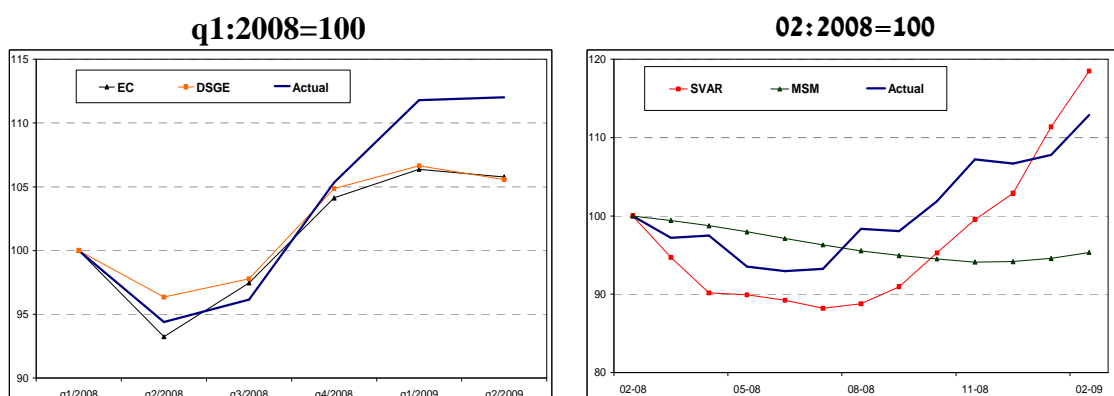 q1:2008=100
115
110
105
100
95
90
EC
DSGE
Actual
q1/2008
q2/2008
q3/2008
q4/2008
q1/2009
q2/2009
02:2008=100
120
110
100
90
80
SVAR
MSM
Actual
02-08
05-08
08-08
11-08
02-09